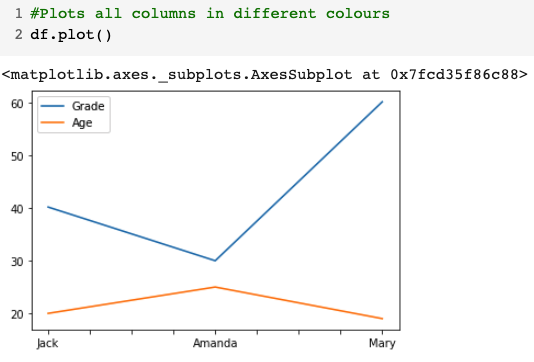 1 #Plots all columns in different colours
2 df.plot()
<matplotlib.axes._subplots.AxesSubplot at 0x7fcd35f86c88>
Grade
Age
60
50
40
30
20
Jack Amanda Mary